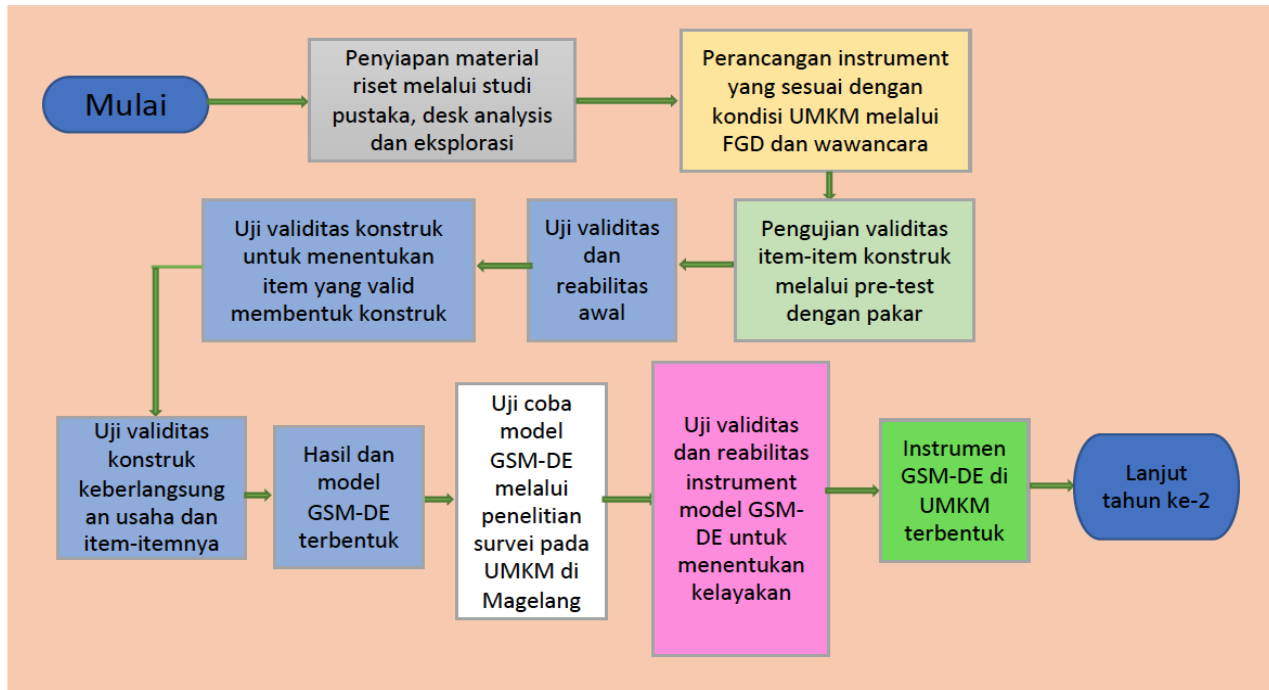 Mulai
Penyiapan material
riset melalui studi
pustaka, desk analysis
dan eksplorasi
Perancangan instrument
yang sesuai dengan
kondisi UMKM melalui
FGD dan wawancara
Pengujian validitas
item-item konstruk
melalui pre-test
dengan pakar
Uji validitas
dan
reabilitas
awal
Uji validitas konstruk
untuk menentukan
item yang valid
membentuk konstruk
Uji validitas
konstruk
keberlangsung
an usaha dan
item-itemnya
Hasil dan
model
GSM-DE
terbentuk
Uji coba
model
GSM-DE
melalui
penelitian
survei pada
UMKM di
Magelang
Uji validitas
dan reabilitas
instrument
model GSM-
DE untuk
menentukan
kelayakan
Instrumen
GSM-DE di
UMKM
terbentuk
Lanjut
tahun ke-2